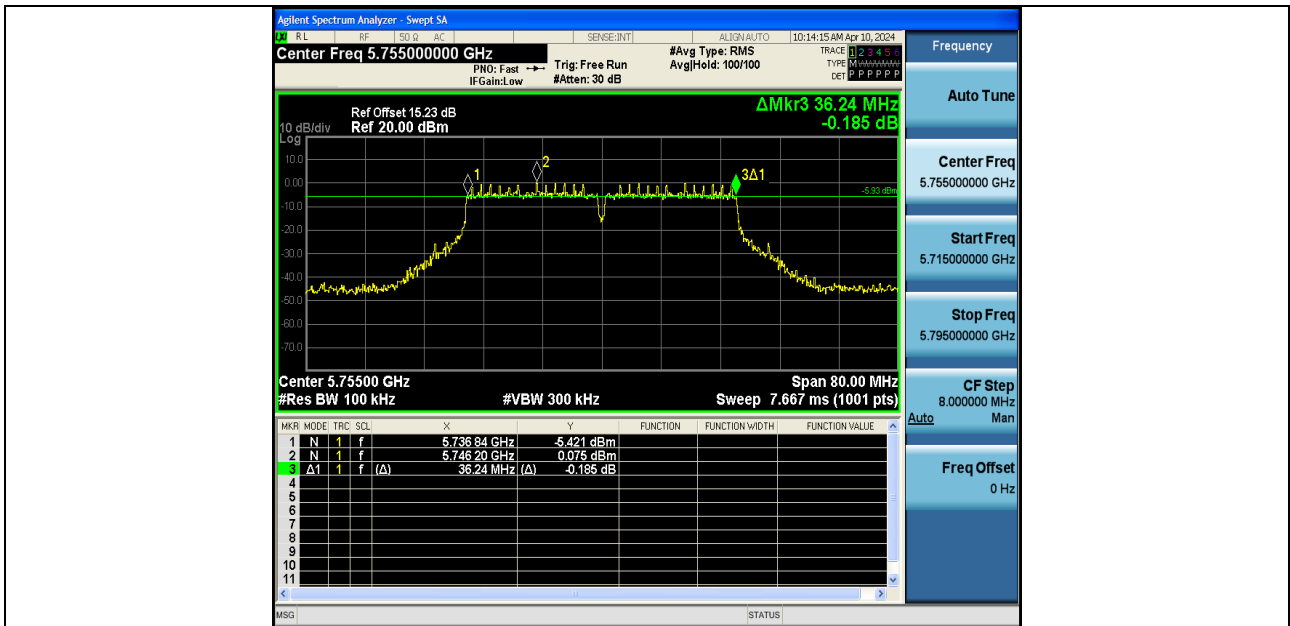 Agilent Spectrum Analyzer - Swept SA
LXI RL RF 50 Ω AC SENSE:INT ALIGNAUTO 10:14:15 AM Apr 10, 2024
Center Freq 5.755000000 GHz
PNO: Fast
IFGain:Low
Trig: Free Run
#Atten: 30 dB
#Avg Type: RMS
Avg|Hold: 100/100
TRACE 1 2 3 4 5 6
TYPE M
DET P P P P P P
Frequency
Auto Tune
Center Freq
5.755000000 GHz
Start Freq
5.715000000 GHz
Stop Freq
5.795000000 GHz
CF Step
8.000000 MHz
Auto Man
Freq Offset
0 Hz
ΔMkr3 36.24 MHz
-0.185 dB
Ref Offset 15.23 dB
10 dB/div Ref 20.00 dBm
Log
10.0
0.00
-10.0
-20.0
-30.0
-40.0
-50.0
-60.0
-70.0
1
2
3Δ1
-5.93 dBm
Center 5.75500 GHz Span 80.00 MHz
#Res BW 100 kHz #VBW 300 kHz Sweep 7.667 ms (1001 pts)
MKR MODE TRC SCL X Y FUNCTION FUNCTION WIDTH FUNCTION VALUE
1 N 1 f 5.736 84 GHz -5.421 dBm
2 N 1 f 5.746 20 GHz 0.075 dBm
3 Δ1 1 f (Δ) 36.24 MHz (Δ) -0.185 dB
4
5
6
7
8
9
10
11
MSG STATUS